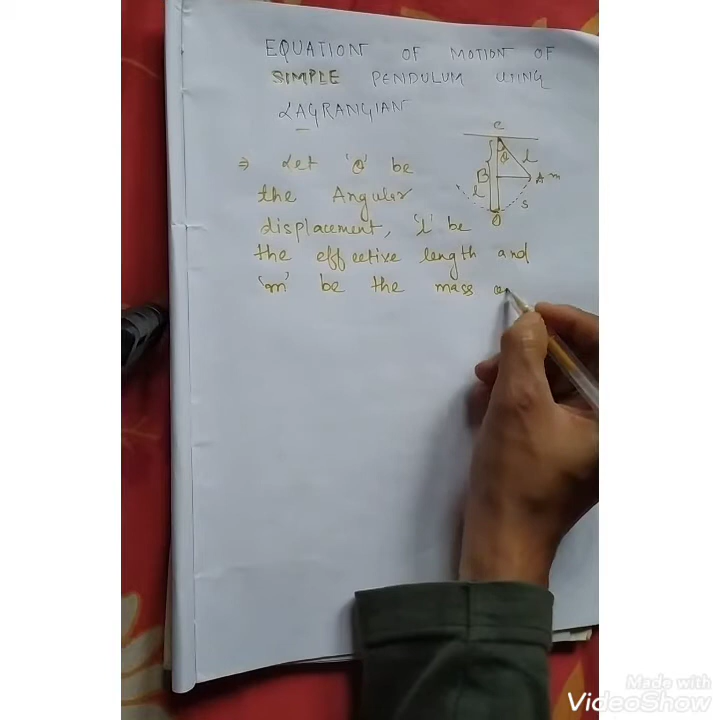 EQUATION OF MOTION OF
SIMPLE PENDULUM USING
LAGRANGIAN
C
θ l
⇒ Let 'θ' be
B A m
the Angular
l s
displacement, 'l' be
O
the effective length and
'm' be the mass o
Made with
VideoShow